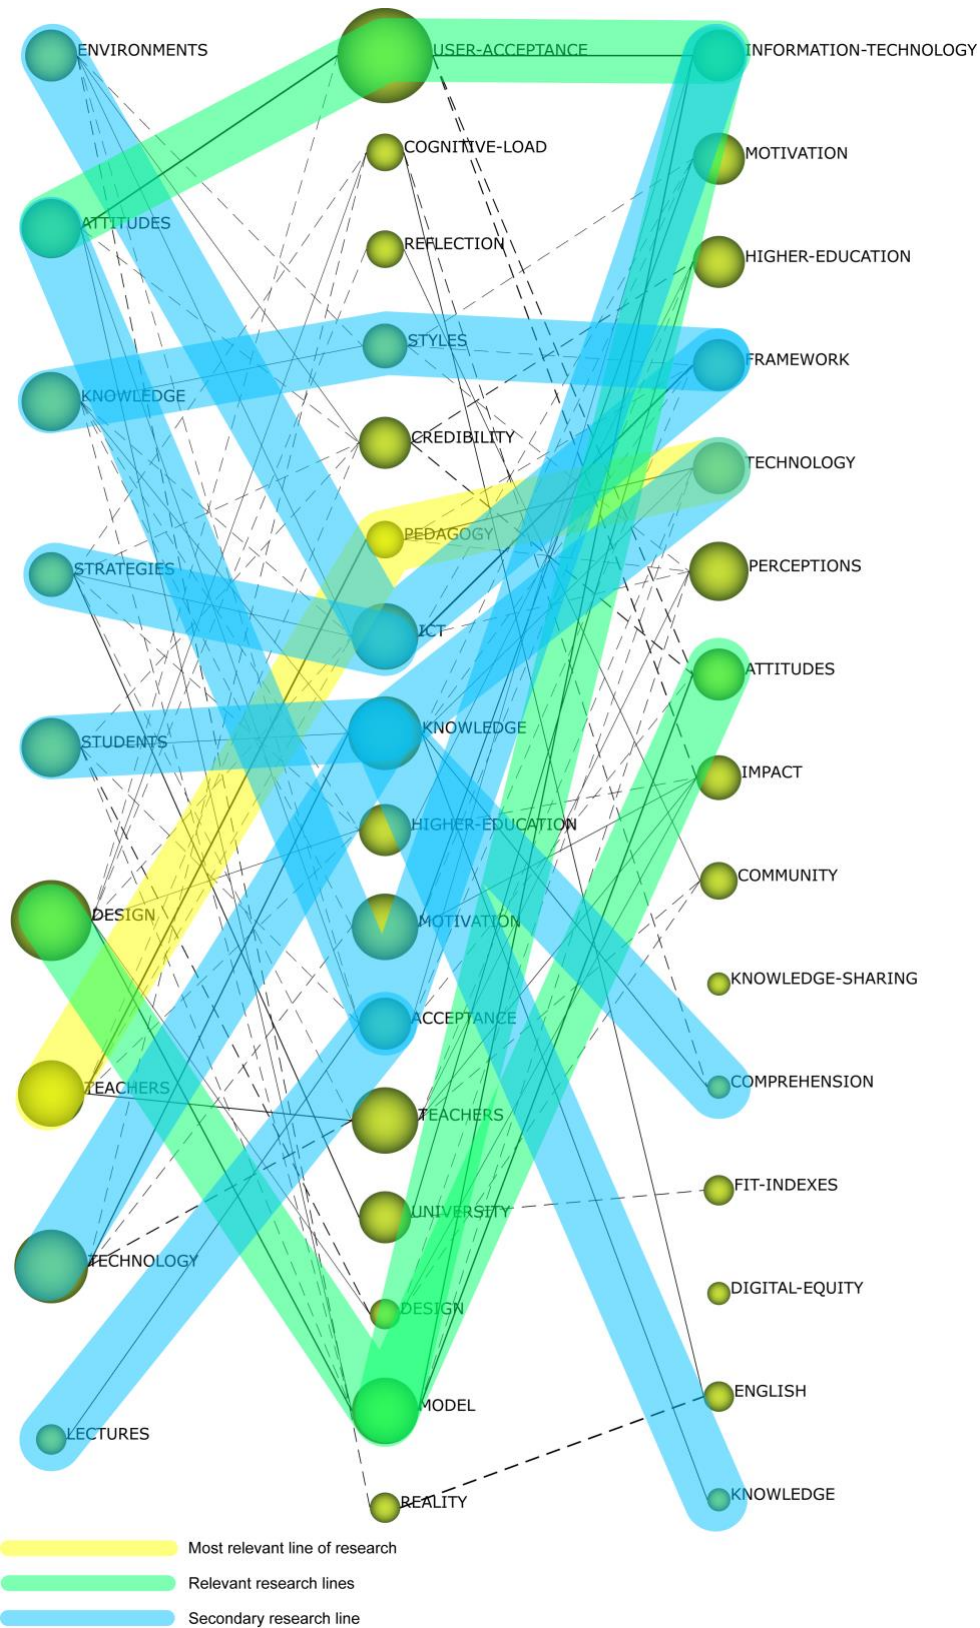 ENVIRONMENTS
ATTITUDES
KNOWLEDGE
STRATEGIES
STUDENTS
DESIGN
TEACHERS
TECHNOLOGY
LECTURES
USER-ACCEPTANCE
COGNITIVE-LOAD
REFLECTION
STYLES
CREDIBILITY
PEDAGOGY
ICT
KNOWLEDGE
HIGHER-EDUCATION
MOTIVATION
ACCEPTANCE
TEACHERS
UNIVERSITY
DESIGN
MODEL
REALITY
INFORMATION-TECHNOLOGY
MOTIVATION
HIGHER-EDUCATION
FRAMEWORK
TECHNOLOGY
PERCEPTIONS
ATTITUDES
IMPACT
COMMUNITY
KNOWLEDGE-SHARING
COMPREHENSION
FIT-INDEXES
DIGITAL-EQUITY
ENGLISH
KNOWLEDGE
Most relevant line of research
Relevant research lines
Secondary research line